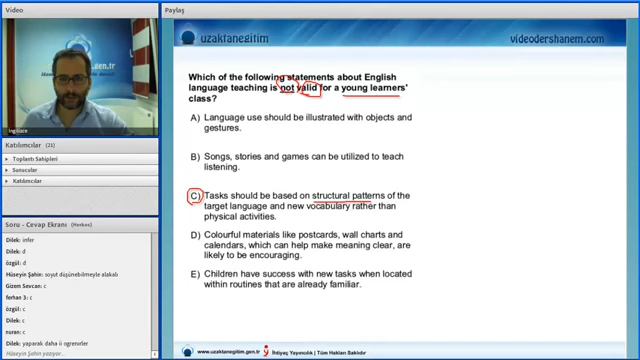 Video
Paylaş
uzaktanegitim.gen.tr
İngilizce
Katılımcılar (21)
Toplantı Sahipleri
Sunucular
Katılımcılar
Soru - Cevap Ekranı
Dilek: infer
Dilek: d
özgül: d
Hüseyin Şahin: soyut düşünebilmeyle alakalı
Gizem Sevcan: c
ferhan 3: c
özgül: c
nuran: c
Dilek: yaparak daha ii ogrenirler
Hüseyin Şahin yazıyor...
uzaktanegitim
videodershanem.com
Which of the following statements about English
language teaching is not valid for a young learners'
class?
A) Language use should be illustrated with objects and
gestures.
B) Songs, stories and games can be utilized to teach
listening.
C) Tasks should be based on structural patterns of the
target language and new vocabulary rather than
physical activities.
D) Colourful materials like postcards, wall charts and
calendars, which can help make meaning clear, are
likely to be encouraging.
E) Children have success with new tasks when located
within routines that are already familiar.
www.uzaktanegitim.gen.tr İhtiyaç Yayıncılık | Tüm Hakları Saklıdır